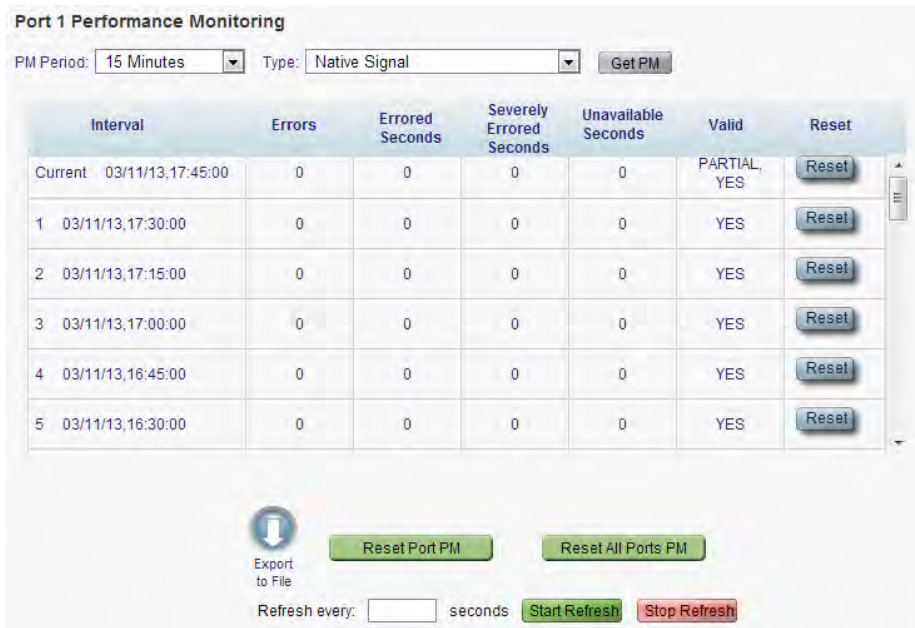 Port 1 Performance Monitoring
PM Period: 15 Minutes Type: Native Signal Get PM
Interval Errors Errored Seconds Severely Errored Seconds Unavailable Seconds Valid Reset
Current 03/11/13,17:45:00 0 0 0 0 PARTIAL, YES Reset
1 03/11/13,17:30:00 0 0 0 0 YES Reset
2 03/11/13,17:15:00 0 0 0 0 YES Reset
3 03/11/13,17:00:00 0 0 0 0 YES Reset
4 03/11/13,16:45:00 0 0 0 0 YES Reset
5 03/11/13,16:30:00 0 0 0 0 YES Reset
Export to File Reset Port PM Reset All Ports PM
Refresh every: seconds Start Refresh Stop Refresh